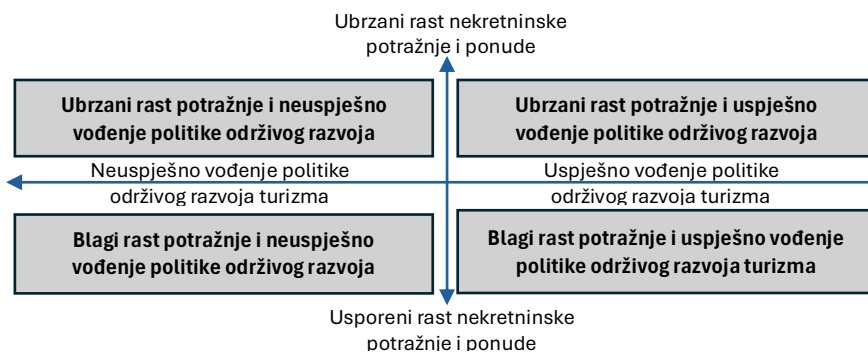 Ubrzani rast nekretninske
potražnje i ponude
Ubrzani rast potražnje i neuspješno
vođenje politike održivog razvoja
Ubrzani rast potražnje i uspješno
vođenje politike održivog razvoja
Neuspješno vođenje politike
održivog razvoja turizma
Uspješno vođenje politike
održivog razvoja turizma
Blagi rast potražnje i neuspješno
vođenje politike održivog razvoja
Blagi rast potražnje i uspješno vođenje
politike održivog razvoja turizma
Usporeni rast nekretninske
potražnje i ponude